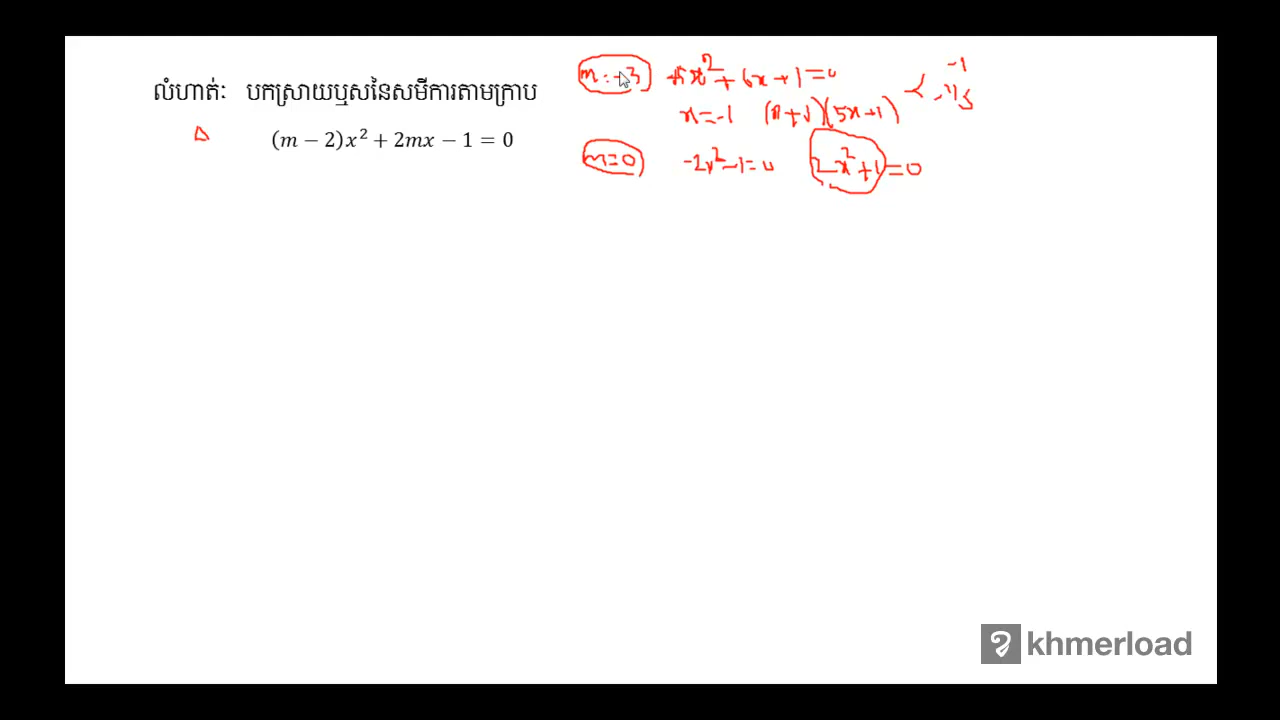 លំហាត់ៈ បកស្រាយឬសនៃសមីការតាមក្រាប
(m − 2)x² + 2mx − 1 = 0
Δ
m = -3 5x² + 6x + 1 = 0
x = -1 (x + 1)(5x + 1) < -1 -1/5
m = 0 -2x² - 1 = 0 2x² + 1 = 0
khmerload